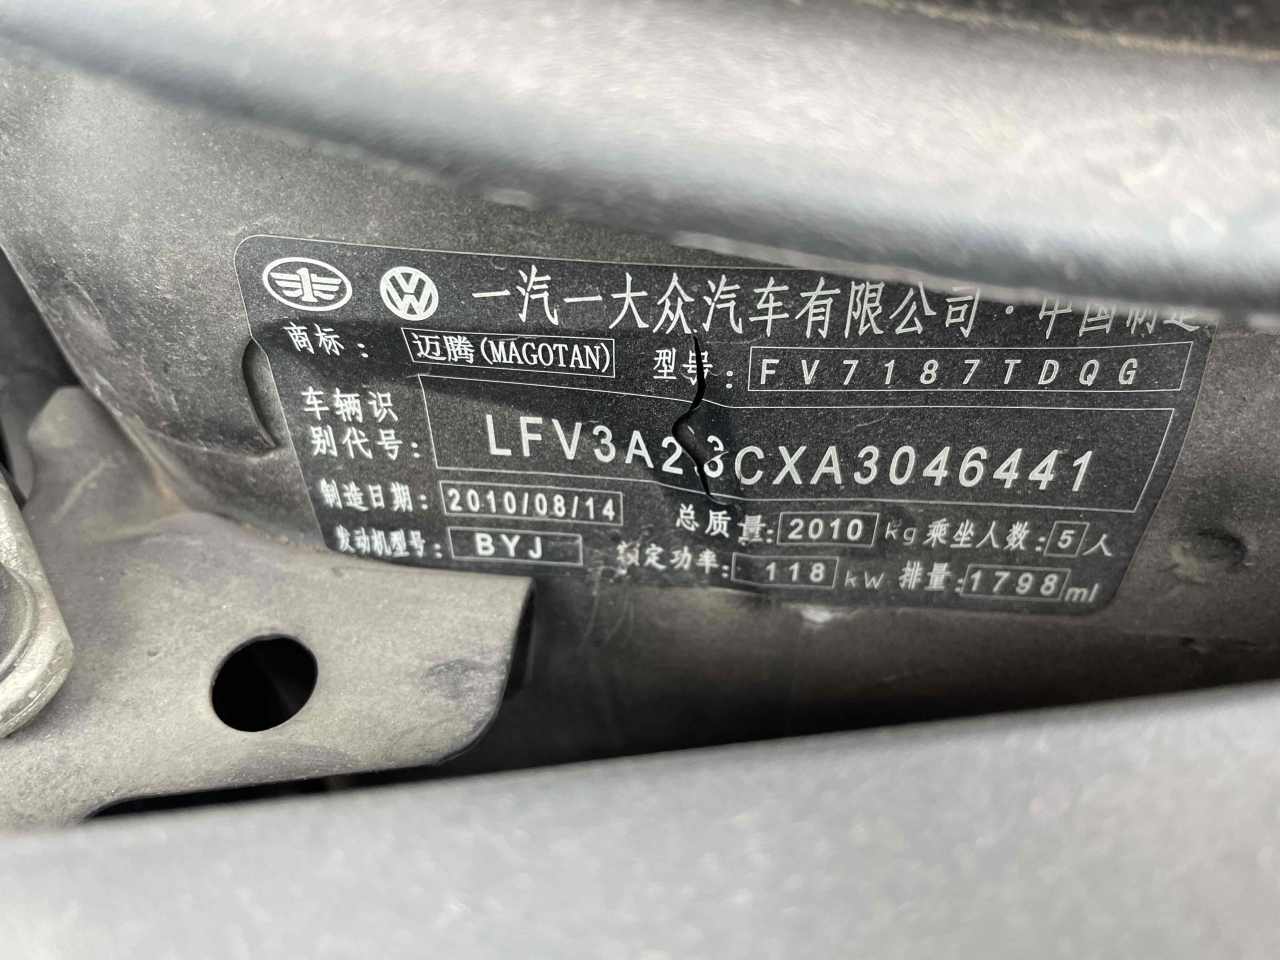 一汽一大众汽车有限公司·中国制造
商标：迈腾(MAGOTAN) 型号：FV7187TDQG
车辆识别代号：LFV3A23CXA3046441
制造日期：2010/08/14 总质量：2010 kg 乘坐人数：5人
发动机型号：BYJ 额定功率：118 kW 排量：1798ml